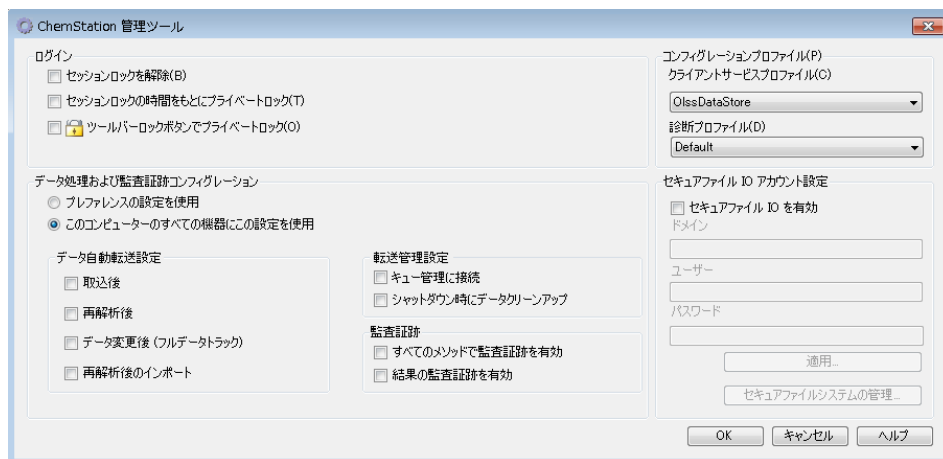 ChemStation 管理ツール
ログイン
セッションロックを解除(B)
セッションロックの時間をもとにプライベートロック(T)
ツールバーロックボタンでプライベートロック(O)
コンフィグレーションプロファイル(P)
クライアントサービスプロファイル(C)
OlssDataStore
診断プロファイル(D)
Default
データ処理および監査証跡コンフィグレーション
プレファレンスの設定を使用
このコンピューターのすべての機器にこの設定を使用
データ自動転送設定
取込後
再解析後
データ変更後 (フルデータトラック)
再解析後のインポート
転送管理設定
キュー管理に接続
シャットダウン時にデータクリーンアップ
監査証跡
すべてのメソッドで監査証跡を有効
結果の監査証跡を有効
セキュアファイル IO アカウント設定
セキュアファイル IO を有効
ドメイン
ユーザー
パスワード
適用...
セキュアファイルシステムの管理...
OK
キャンセル
ヘルプ